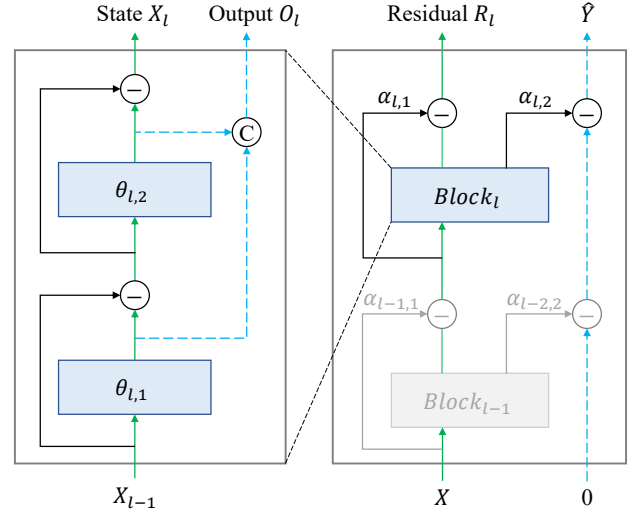 State X_l
Output O_l
Residual R_l
Ŷ
−
C
θ_{l,2}
−
θ_{l,1}
X_{l−1}
α_{l,1}
−
α_{l,2}
−
Block_l
α_{l−1,1}
−
α_{l−2,2}
−
Block_{l−1}
X
0